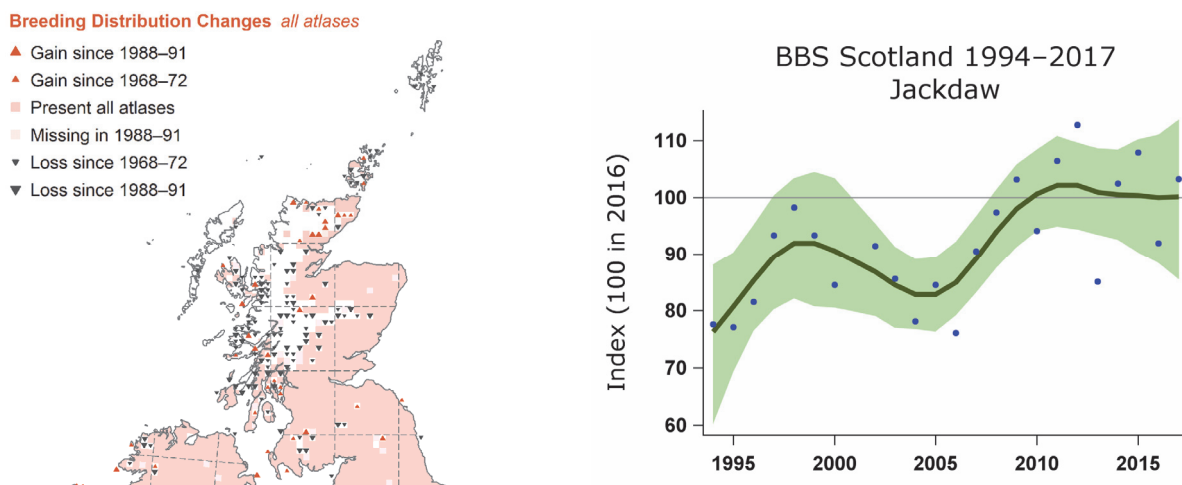 Breeding Distribution Changes all atlases
Gain since 1988–91
Gain since 1968–72
Present all atlases
Missing in 1988–91
Loss since 1968–72
Loss since 1988–91
BBS Scotland 1994–2017
Jackdaw
Index (100 in 2016)
110
100
90
80
70
60
1995
2000
2005
2010
2015